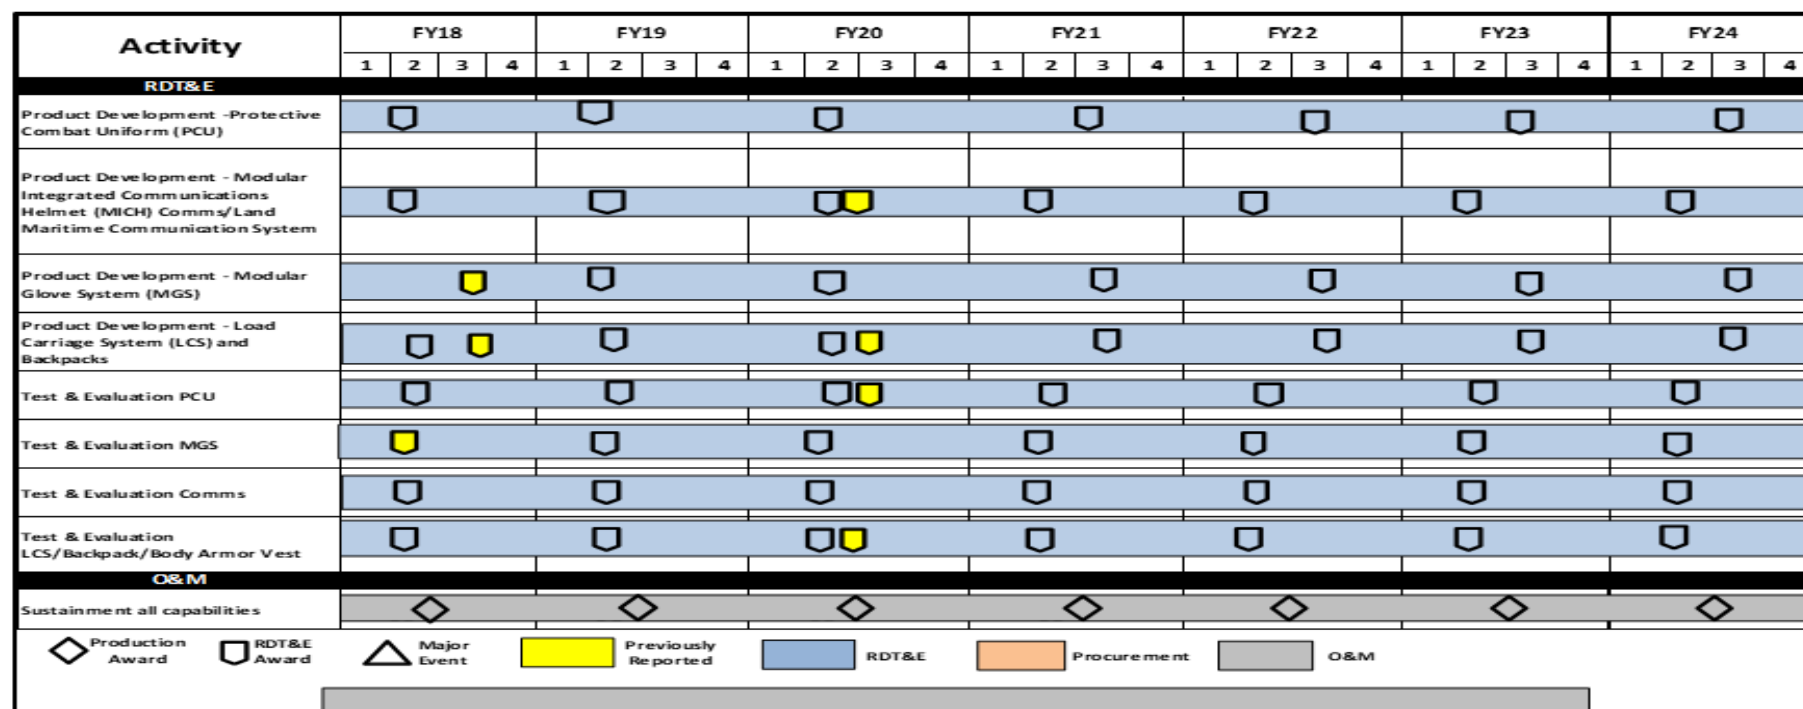 Activity FY18 FY19 FY20 FY21 FY22 FY23 FY24
1 2 3 4 1 2 3 4 1 2 3 4 1 2 3 4 1 2 3 4 1 2 3 4 1 2 3 4
RDT&E
Product Development -Protective
Combat Uniform (PCU)
Product Development - Modular
Integrated Communications
Helmet (MICH) Comms/Land
Maritime Communication System
Product Development - Modular
Glove System (MGS)
Product Development - Load
Carriage System (LCS) and
Backpacks
Test & Evaluation PCU
Test & Evaluation MGS
Test & Evaluation Comms
Test & Evaluation
LCS/Backpack/Body Armor Vest
O&M
Sustainment all capabilities
Production
Award
RDT&E
Award
Major
Event
Previously
Reported
RDT&E
Procurement
O&M